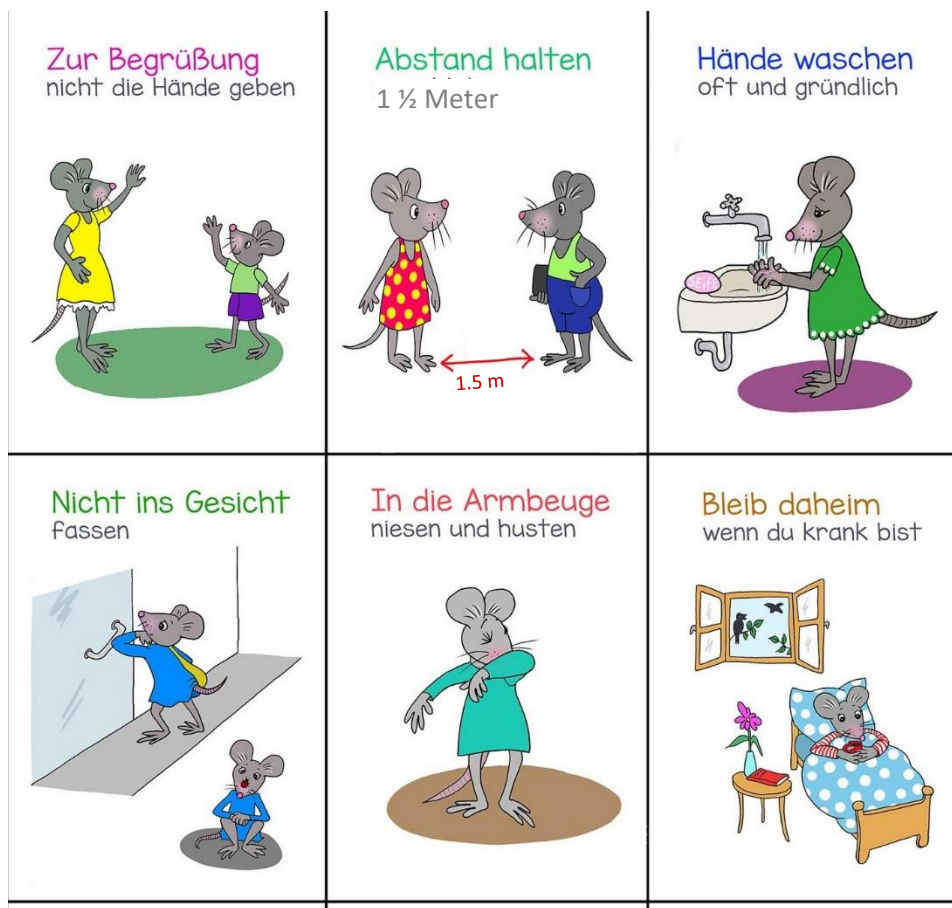 Zur Begrüßung
nicht die Hände geben
Abstand halten
1 ½ Meter
1.5 m
Hände waschen
oft und gründlich
SEIFE
Nicht ins Gesicht
fassen
In die Armbeuge
niesen und husten
Bleib daheim
wenn du krank bist